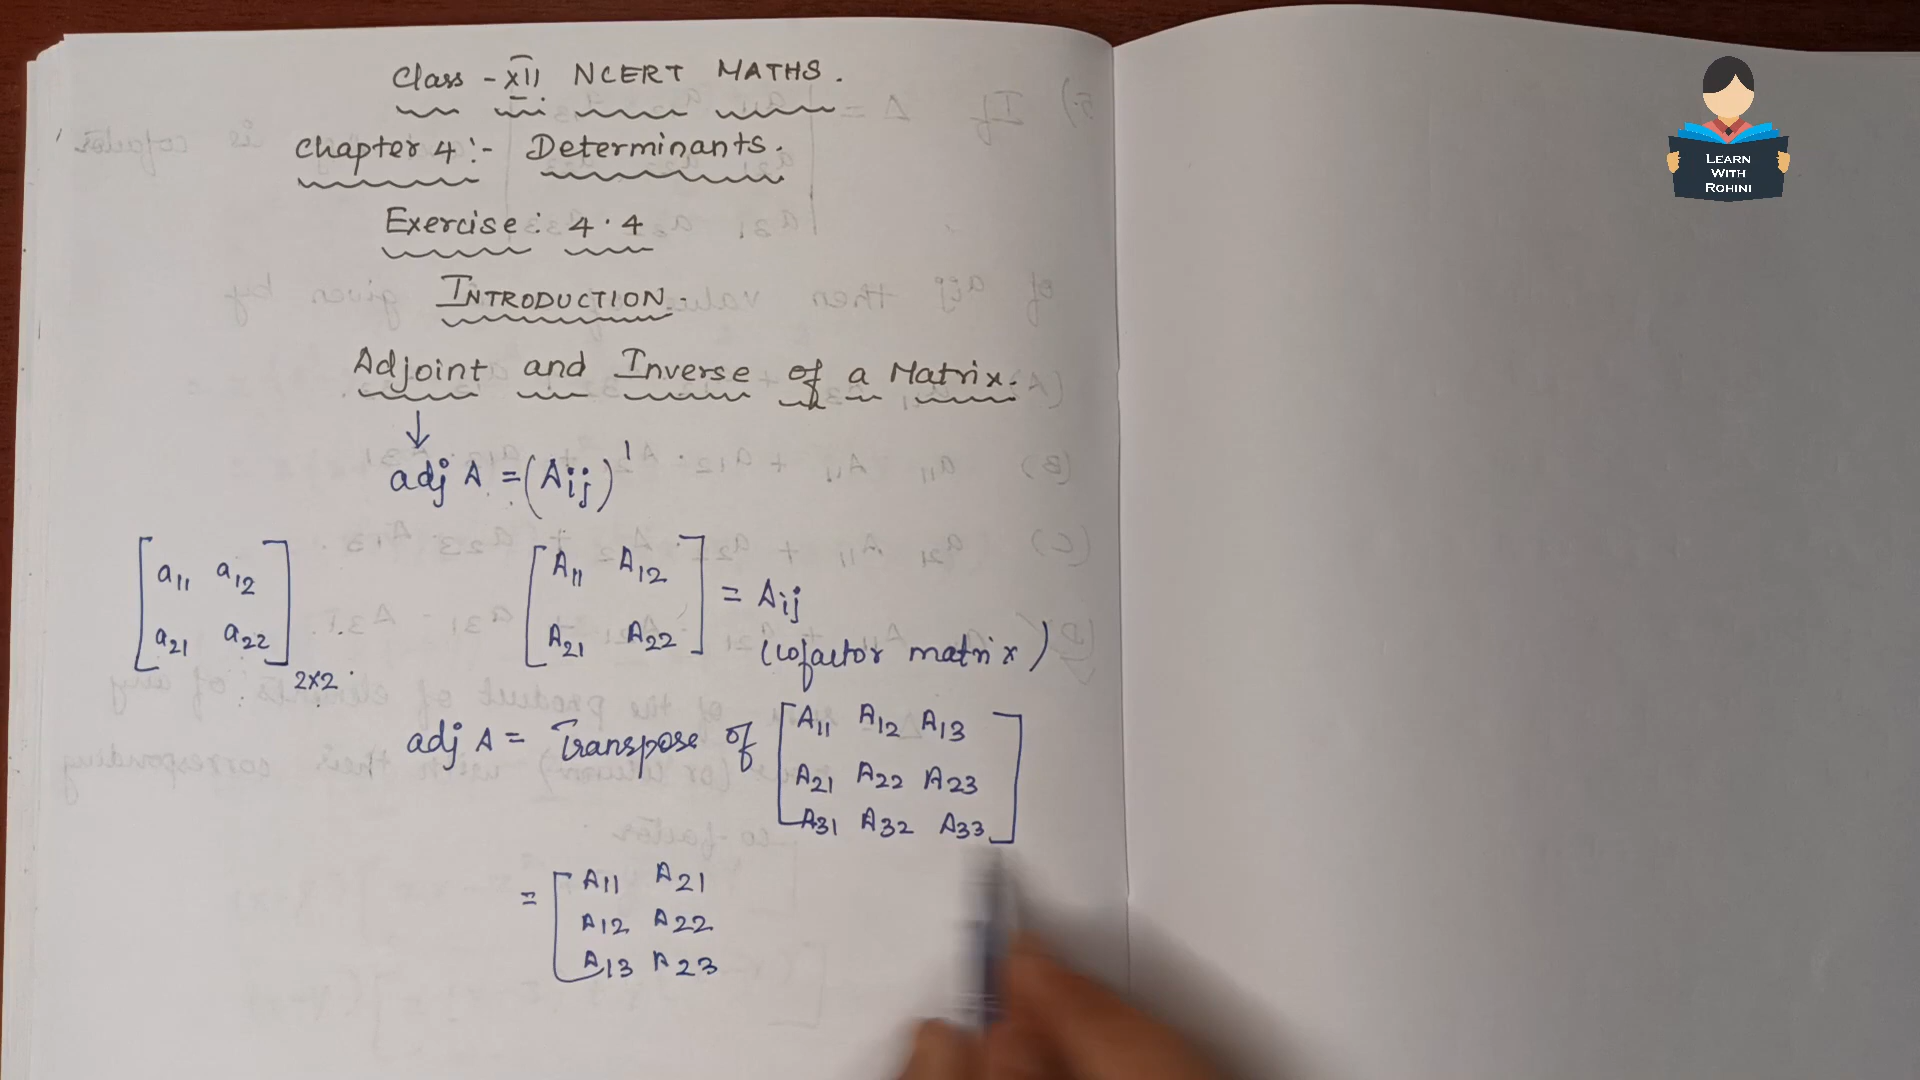 Class - XII NCERT MATHS.
Chapter 4:- Determinants.
Exercise: 4.4
INTRODUCTION.
Adjoint and Inverse of a Matrix.
↓
adj A = (Aij)'
[a11 a12
a21 a22] 2x2
[A11 A12
A21 A22] = Aij
(cofactor matrix)
adj A = Transpose of [A11 A12 A13
A21 A22 A23
A31 A32 A33]
= [A11 A21
A12 A22
A13 A23
LEARN
WITH
ROHINI